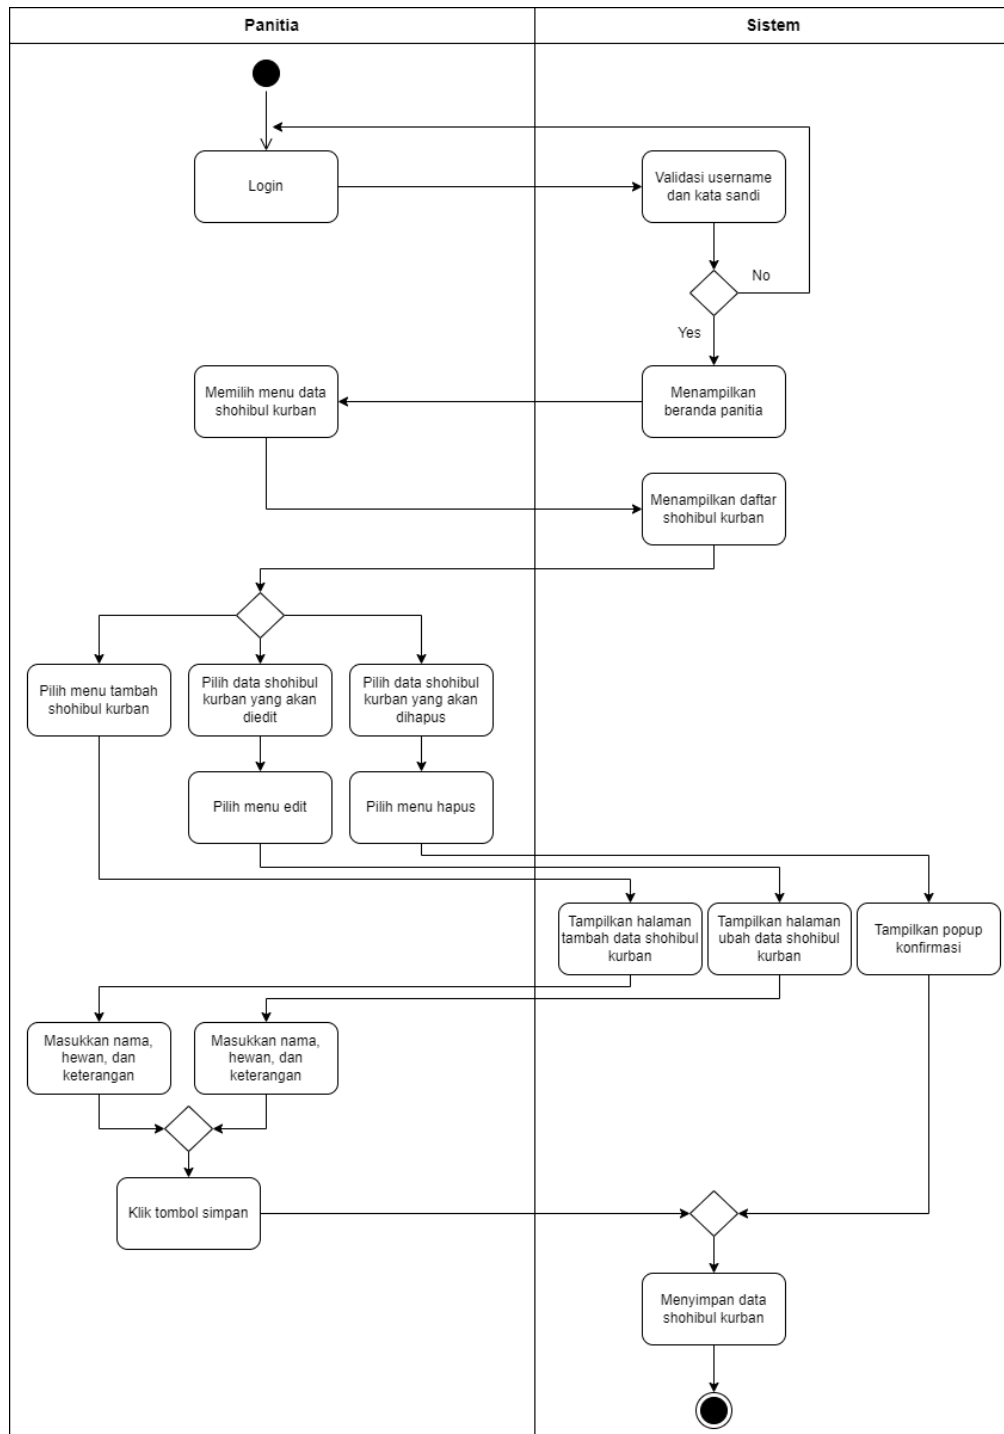 Panitia
Sistem
Login
Validasi username
dan kata sandi
No
Yes
Memilih menu data
shohibul kurban
Menampilkan
beranda panitia
Menampilkan daftar
shohibul kurban
Pilih menu tambah
shohibul kurban
Pilih data shohibul
kurban yang akan
diedit
Pilih data shohibul
kurban yang akan
dihapus
Pilih menu edit
Pilih menu hapus
Tampilkan halaman
tambah data shohibul
kurban
Tampilkan halaman
ubah data shohibul
kurban
Tampilkan popup
konfirmasi
Masukkan nama,
hewan, dan
keterangan
Masukkan nama,
hewan, dan
keterangan
Klik tombol simpan
Menyimpan data
shohibul kurban